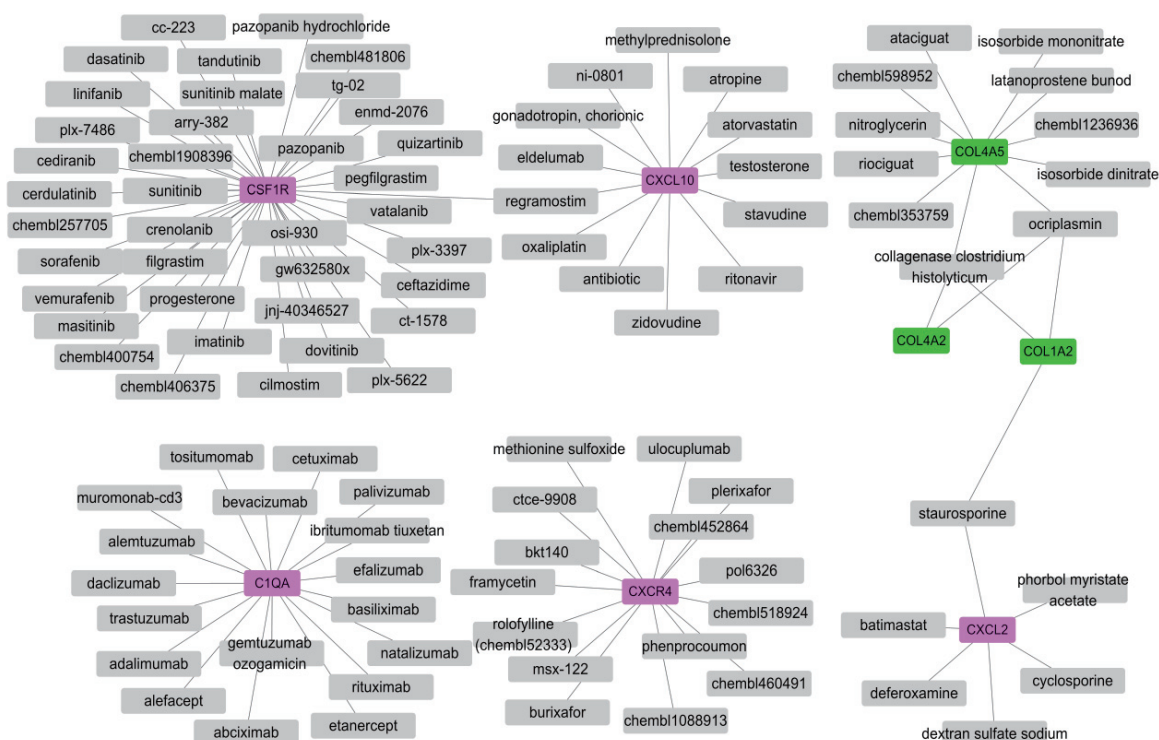 cc-223
pazopanib hydrochloride
dasatinib
tandutinib
chembl481806
linifanib
sunitinib malate
tg-02
plx-7486
arry-382
enmd-2076
cediranib
chembl1908396
pazopanib
quizartinib
cerdulatinib
sunitinib
CSF1R
pegfilgrastim
chembl257705
crenolanib
osi-930
vatalanib
regramostim
sorafenib
filgrastim
gw632580x
plx-3397
vemurafenib
progesterone
jnj-40346527
ceftazidime
masitinib
imatinib
ct-1578
chembl400754
dovitinib
chembl406375
cilmostim
plx-5622
methylprednisolone
ni-0801
atropine
gonadotropin, chorionic
atorvastatin
eldelumab
testosterone
CXCL10
stavudine
oxaliplatin
antibiotic
ritonavir
zidovudine
ataciguat
isosorbide mononitrate
chembl598952
latanoprostene bunod
nitroglycerin
chembl1236936
COL4A5
riociguat
isosorbide dinitrate
chembl353759
ocriplasmin
collagenase clostridium
histolyticum
COL4A2
COL1A2
tositumomab
cetuximab
muromonab-cd3
bevacizumab
palivizumab
alemtuzumab
ibritumomab tiuxetan
daclizumab
C1QA
efalizumab
trastuzumab
basiliximab
adalimumab
gemtuzumab
ozogamicin
natalizumab
alefacept
rituximab
abciximab
etanercept
methionine sulfoxide
ulocuplumab
ctce-9908
plerixafor
chembl452864
bkt140
pol6326
framycetin
CXCR4
chembl518924
rolofylline
(chembl52333)
phenprocoumon
msx-122
chembl460491
burixafor
chembl1088913
staurosporine
phorbol myristate
acetate
batimastat
CXCL2
deferoxamine
cyclosporine
dextran sulfate sodium